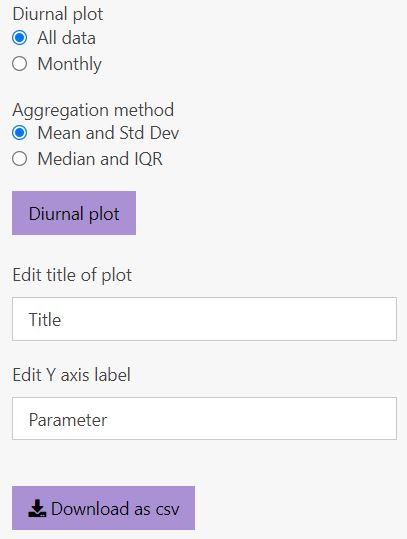 Diurnal plot
All data
Monthly
Aggregation method
Mean and Std Dev
Median and IQR
Diurnal plot
Edit title of plot
Title
Edit Y axis label
Parameter
Download as csv